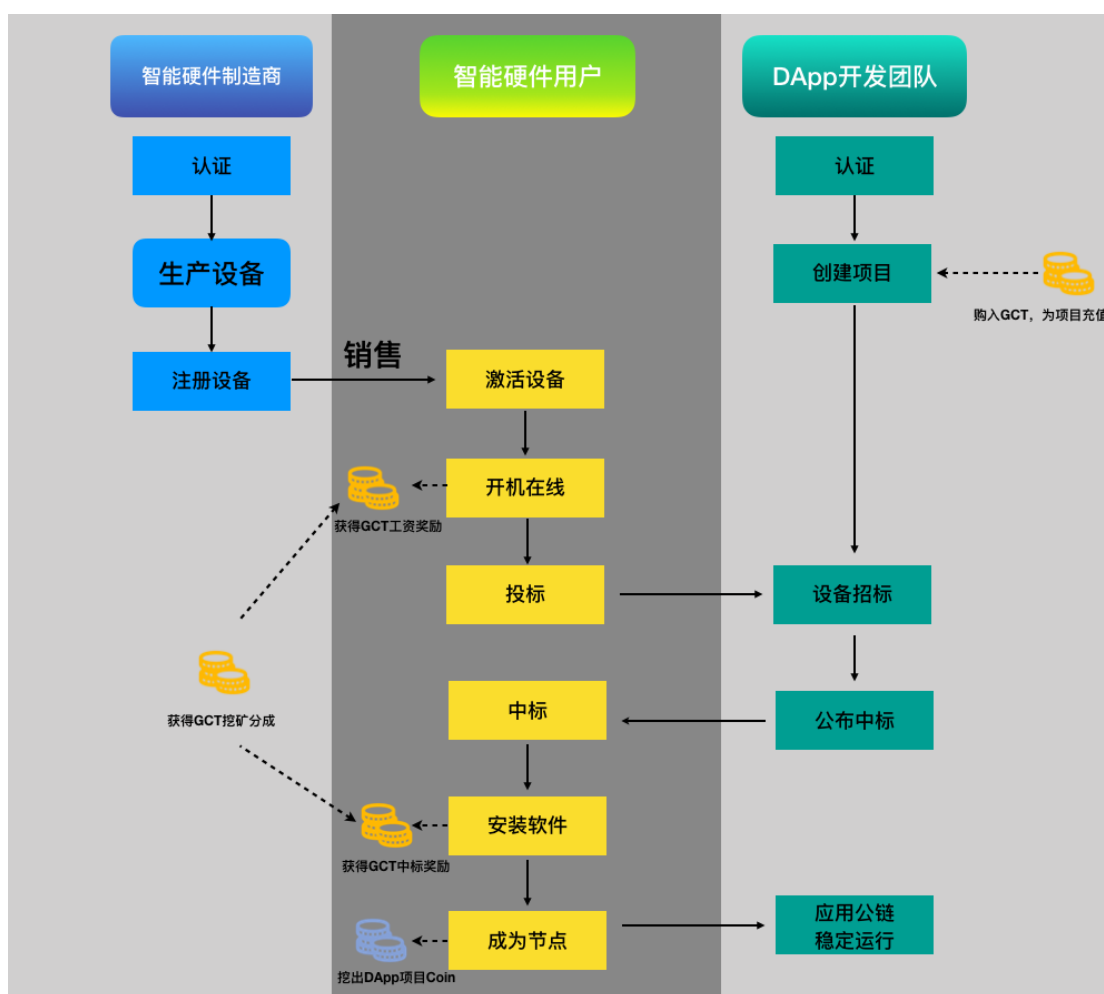 智能硬件制造商
智能硬件用户
DApp开发团队
认证
认证
生产设备
创建项目
购入GCT，为项目充值
注册设备
销售
激活设备
开机在线
获得GCT工资奖励
投标
设备招标
获得GCT挖矿分成
中标
公布中标
安装软件
获得GCT中标奖励
成为节点
挖出DApp项目Coin
应用公链
稳定运行